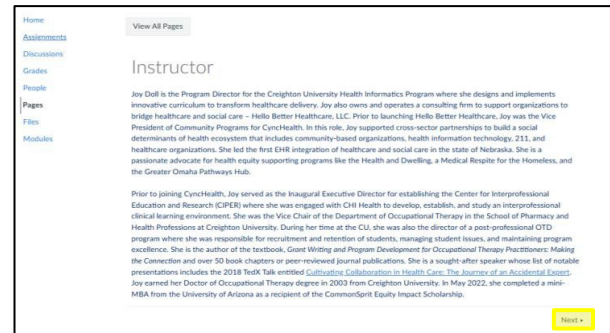 Home
Assignments
Discussions
Grades
People
Pages
Files
Modules
View All Pages
Instructor
Joy Doll is the Program Director for the Creighton University Health Informatics Program where she designs and implements
innovative curriculum to transform healthcare delivery. Joy also owns and operates a consulting firm to support organizations to
bridge healthcare and social care – Hello Better Healthcare, LLC. Prior to launching Hello Better Healthcare, Joy was the Vice
President of Community Programs for CyncHealth. In this role, Joy supported cross-sector partnerships to build a social
determinants of health ecosystem that includes community-based organizations, health information technology, 211, and
healthcare organizations. She led the first EHR integration of healthcare and social care in the state of Nebraska. She is a
passionate advocate for health equity supporting programs like the Health and Dwelling, a Medical Respite for the Homeless, and
the Greater Omaha Pathways Hub.
Prior to joining CyncHealth, Joy served as the Inaugural Executive Director for establishing the Center for Interprofessional
Education and Research (CIPER) where she was engaged with CHI Health to develop, establish, and study an interprofessional
clinical learning environment. She was the Vice Chair of the Department of Occupational Therapy in the School of Pharmacy and
Health Professions at Creighton University. During her time at the CU, she was also the director of a post-professional OTD
program where she was responsible for recruitment and retention of students, managing student issues, and maintaining program
excellence. She is the author of the textbook, Grant Writing and Program Development for Occupational Therapy Practitioners: Making
the Connection and over 50 book chapters or peer-reviewed journal publications. She is a sought-after speaker whose list of notable
presentations includes the 2018 TedX Talk entitled Cultivating Collaboration in Health Care: The Journey of an Accidental Expert.
Joy earned her Doctor of Occupational Therapy degree in 2003 from Creighton University. In May 2022, she completed a mini-
MBA from the University of Arizona as a recipient of the CommonSprit Equity Impact Scholarship.
Next ▸